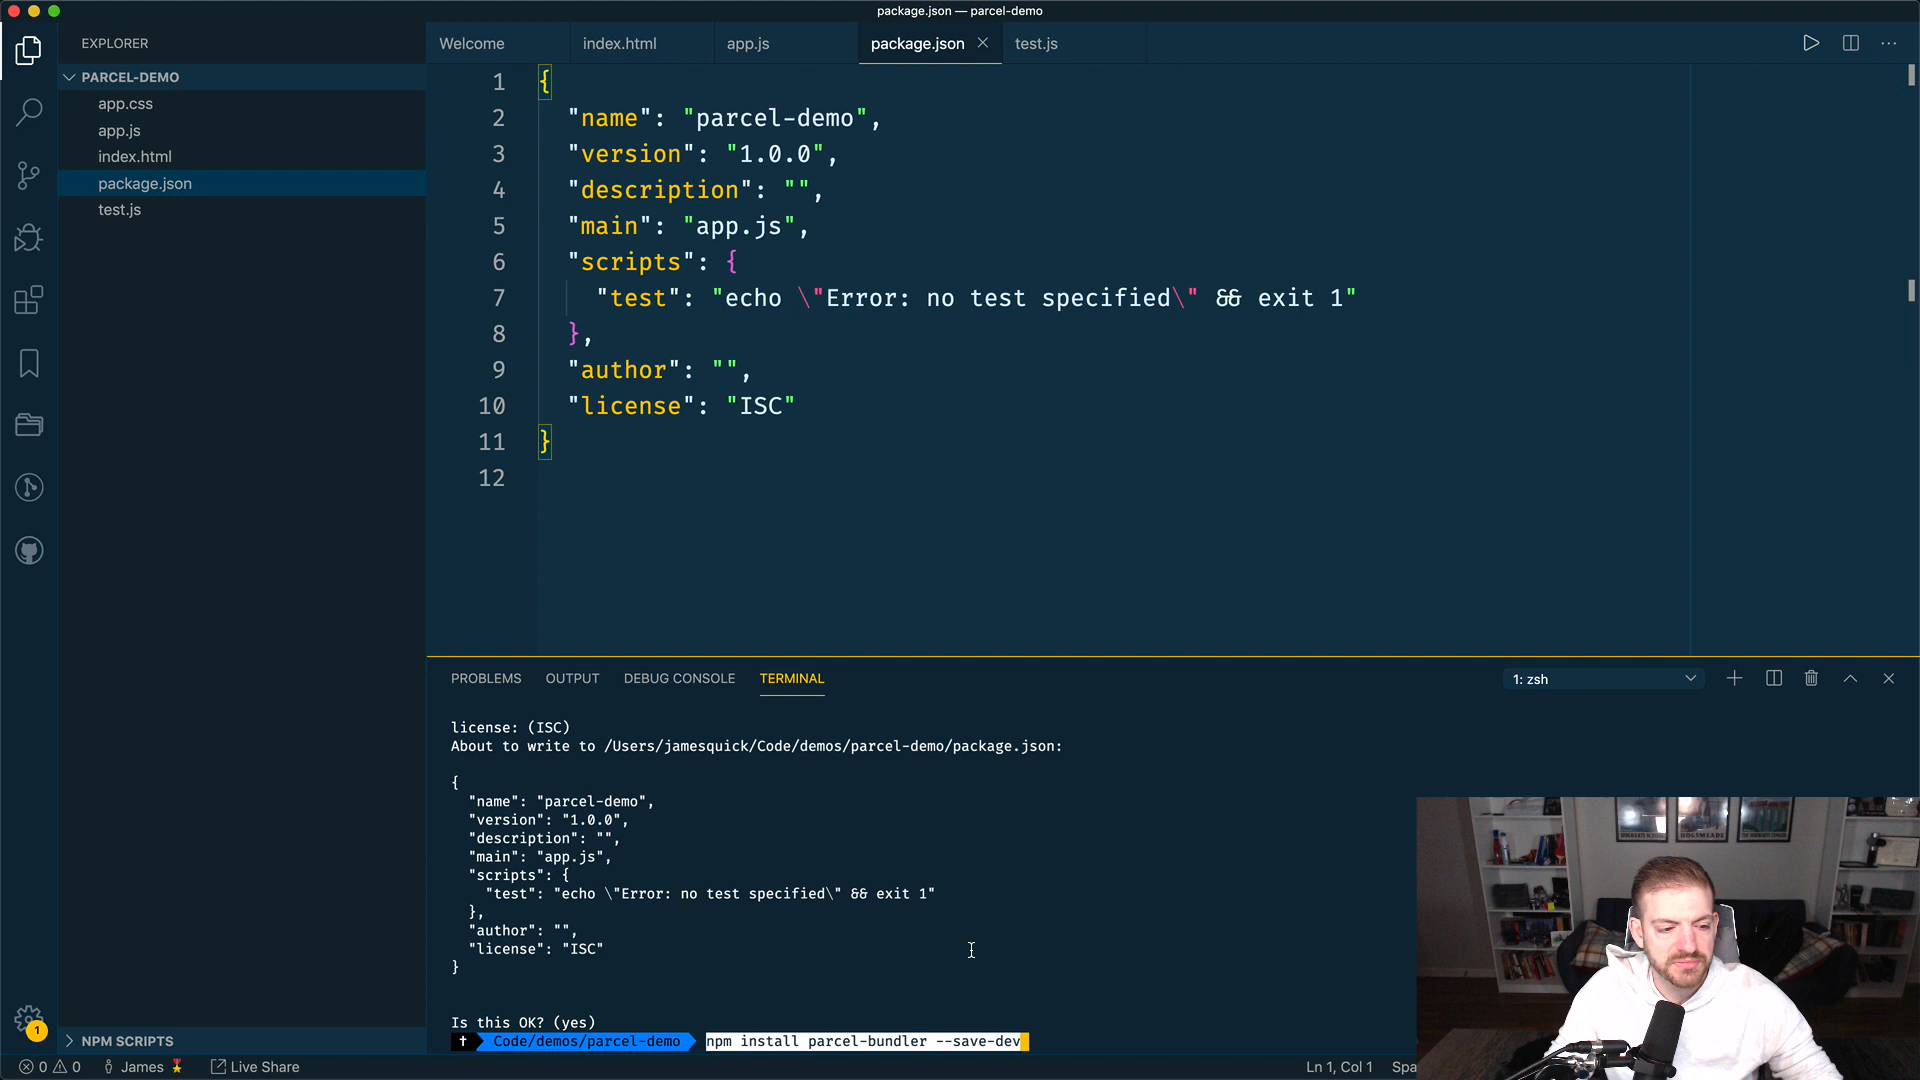 package.json — parcel-demo
EXPLORER
PARCEL-DEMO
app.css
app.js
index.html
package.json
test.js
NPM SCRIPTS
Welcome
index.html
app.js
package.json
test.js
1 {
2 "name": "parcel-demo",
3 "version": "1.0.0",
4 "description": "",
5 "main": "app.js",
6 "scripts": {
7 "test": "echo \"Error: no test specified\" && exit 1"
8 },
9 "author": "",
10 "license": "ISC"
11 }
12
PROBLEMS
OUTPUT
DEBUG CONSOLE
TERMINAL
1: zsh
license: (ISC)
About to write to /Users/jamesquick/Code/demos/parcel-demo/package.json:
{
"name": "parcel-demo",
"version": "1.0.0",
"description": "",
"main": "app.js",
"scripts": {
"test": "echo \"Error: no test specified\" && exit 1"
},
"author": "",
"license": "ISC"
}
Is this OK? (yes)
Code/demos/parcel-demo npm install parcel-bundler --save-dev
1
0 0
James
Live Share
Ln 1, Col 1
Spa